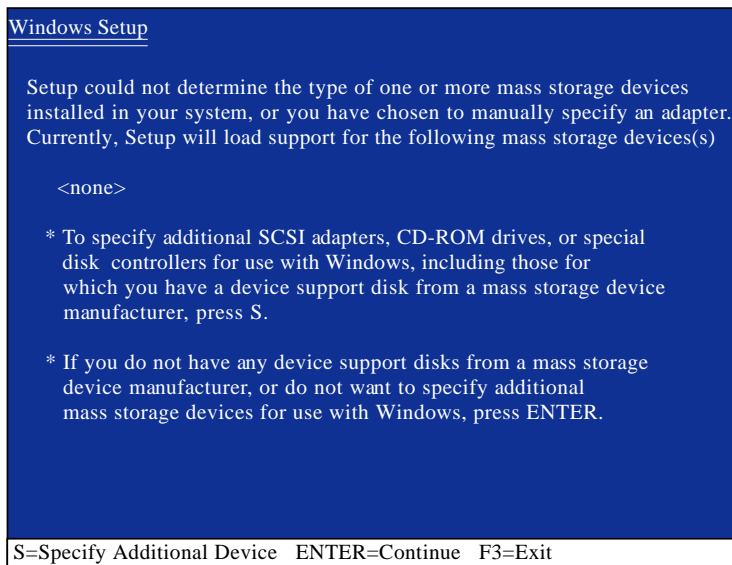 Windows Setup
Setup could not determine the type of one or more mass storage devices
installed in your system, or you have chosen to manually specify an adapter.
Currently, Setup will load support for the following mass storage devices(s)
<none>
* To specify additional SCSI adapters, CD-ROM drives, or special
disk controllers for use with Windows, including those for
which you have a device support disk from a mass storage device
manufacturer, press S.
* If you do not have any device support disks from a mass storage
device manufacturer, or do not want to specify additional
mass storage devices for use with Windows, press ENTER.
S=Specify Additional Device ENTER=Continue F3=Exit